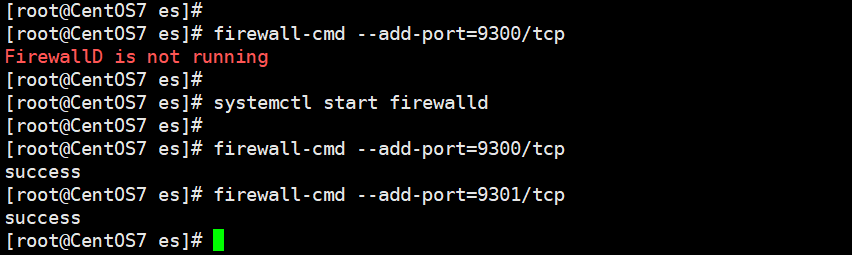 [root@CentOS7 es]#
[root@CentOS7 es]# firewall-cmd --add-port=9300/tcp
FirewallD is not running
[root@CentOS7 es]#
[root@CentOS7 es]# systemctl start firewalld
[root@CentOS7 es]#
[root@CentOS7 es]# firewall-cmd --add-port=9300/tcp
success
[root@CentOS7 es]# firewall-cmd --add-port=9301/tcp
success
[root@CentOS7 es]#